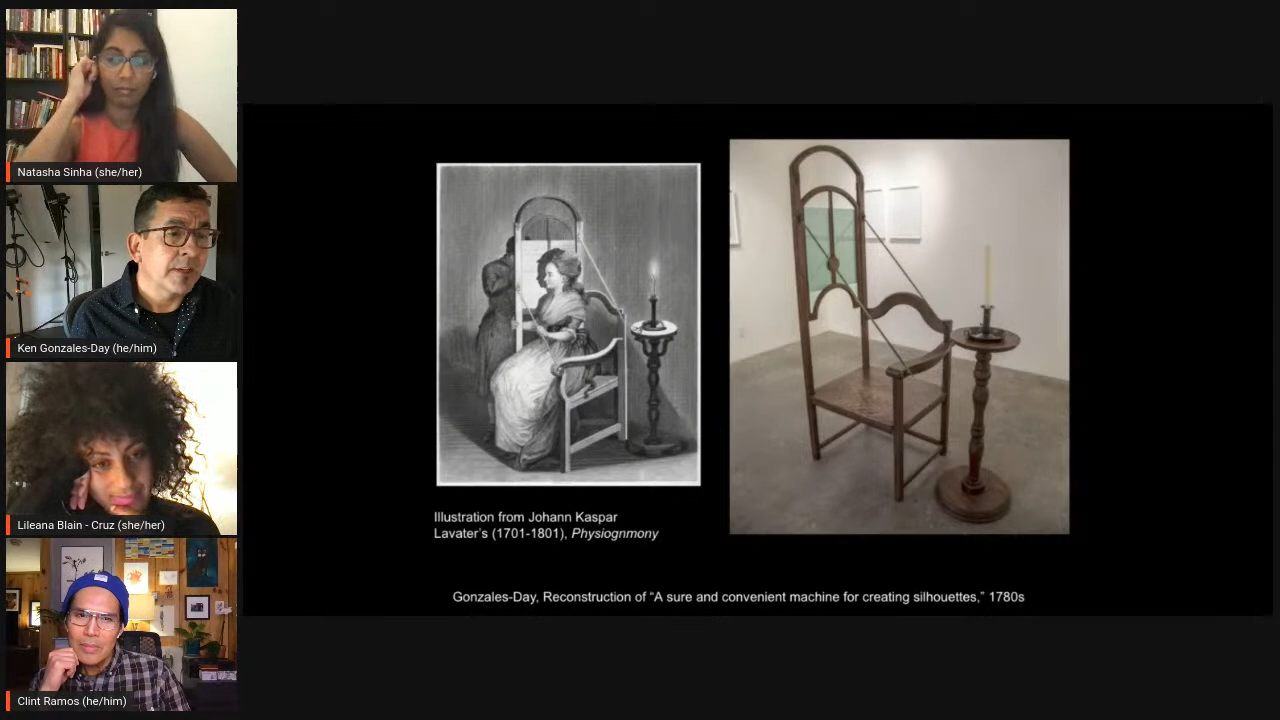 Natasha Sinha (she/her)
Ken Gonzales-Day (he/him)
Lileana Blain - Cruz (she/her)
Clint Ramos (he/him)
Illustration from Johann Kaspar
Lavater's (1701-1801), Physiognmony
Gonzales-Day, Reconstruction of “A sure and convenient machine for creating silhouettes,” 1780s